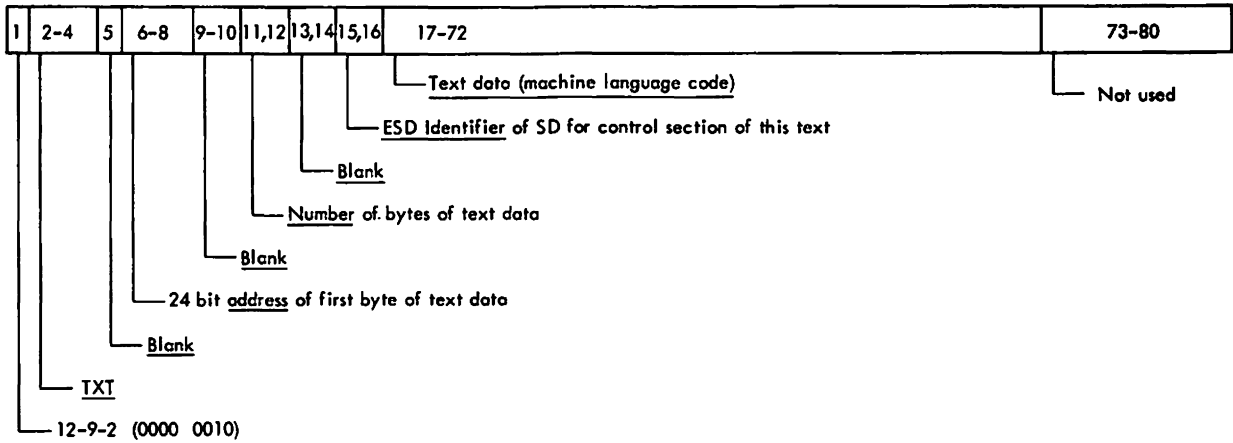 1 2-4 5 6-8 9-10 11,12 13,14 15,16 17-72 73-80
Text data (machine language code)
Not used
ESD Identifier of SD for control section of this text
Blank
Number of bytes of text data
Blank
24 bit address of first byte of text data
Blank
TXT
12-9-2 (0000 0010)